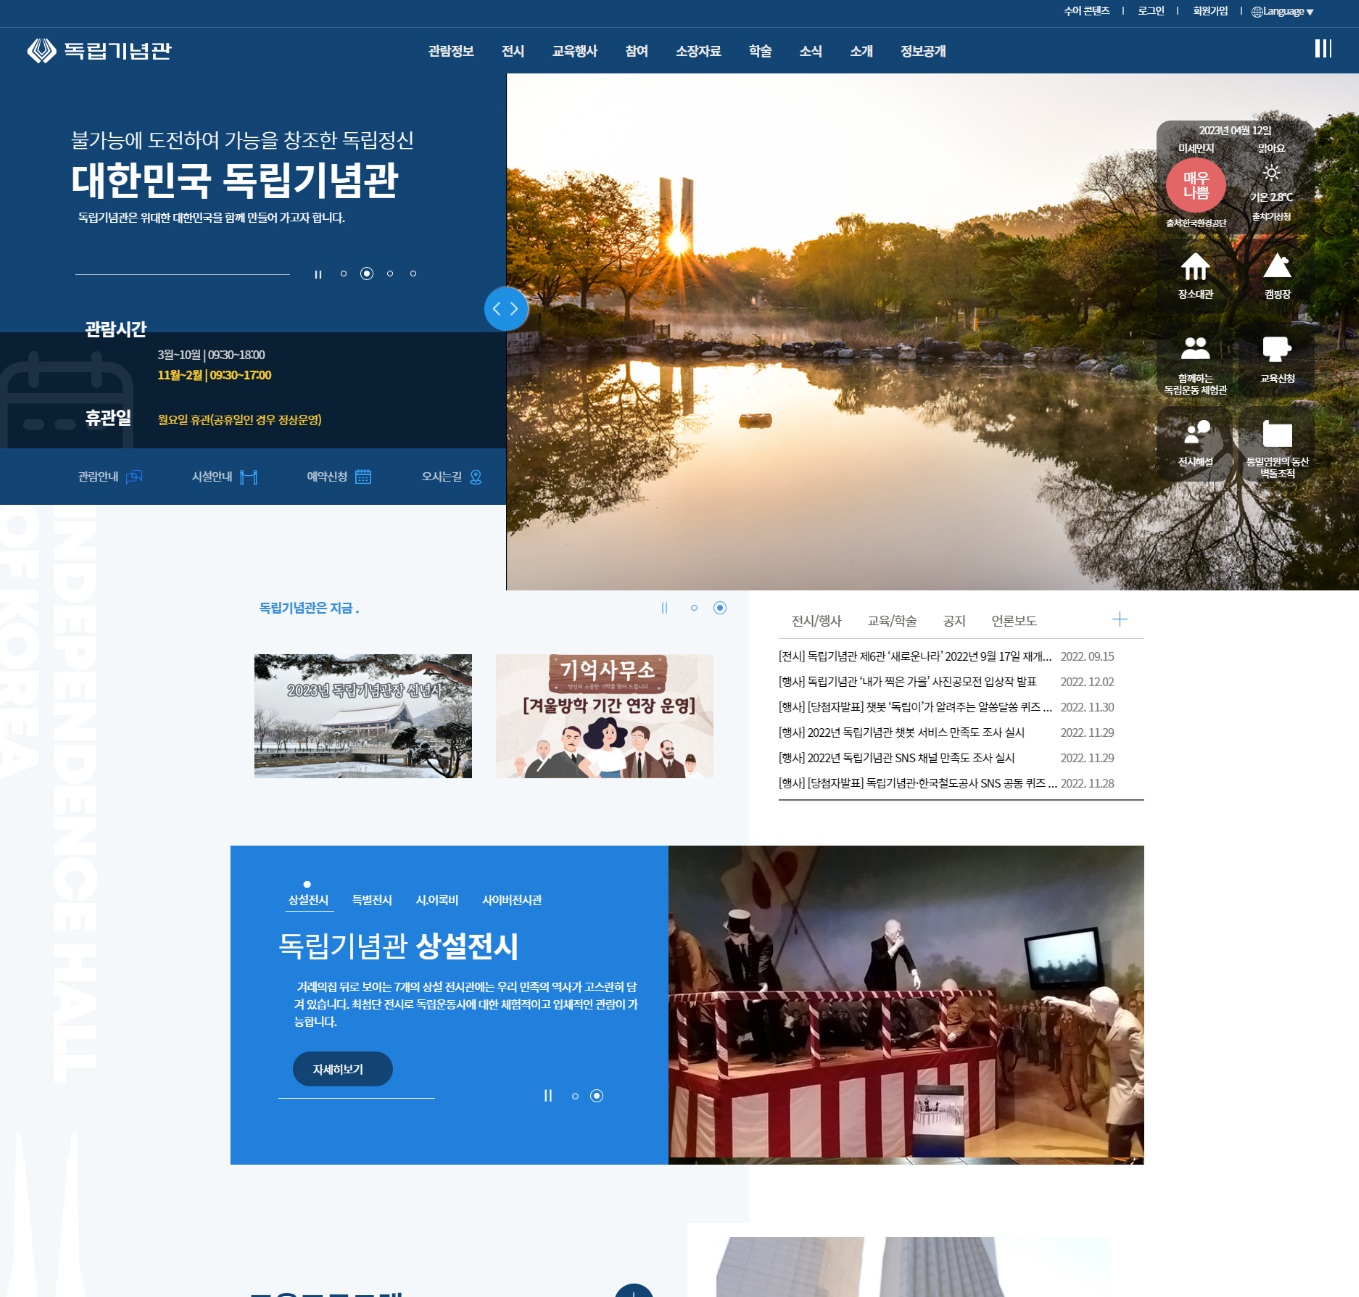 수어 콘텐츠 | 로그인 | 회원가입 | Language ▼
독립기념관
관람정보 전시 교육행사 참여 소장자료 학술 소식 소개 정보공개
불가능에 도전하여 가능을 창조한 독립정신
대한민국 독립기념관
독립기념관은 위대한 대한민국을 함께 만들어 가고자 합니다.
관람시간
3월~10월 | 09:30~18:00
11월~2월 | 09:30~17:00
휴관일
월요일 휴관(공휴일인 경우 정상운영)
관람안내 시설안내 예약신청 오시는길
2023년 04월 12일
미세먼지 맑아요
매우
나쁨
기온 2.8℃
출처:한국환경공단 출처:기상청
장소대관 캠핑장
함께하는
독립운동 체험관
교육신청
전시해설
통일염원의 동산
벽돌조적
INDEPENDENCE HALL
OF KOREA
독립기념관은 지금 .
2023년 독립기념관장 신년사
기억사무소
[겨울방학 기간 연장 운영]
전시/행사 교육/학술 공지 언론보도
[전시] 독립기념관 제6관 ‘새로운나라’ 2022년 9월 17일 재개... 2022. 09.15
[행사] 독립기념관 ‘내가 찍은 가을’ 사진공모전 입상작 발표 2022. 12.02
[행사] [당첨자발표] 챗봇 ‘독립이’가 알려주는 알쏭달쏭 퀴즈 ... 2022. 11.30
[행사] 2022년 독립기념관 챗봇 서비스 만족도 조사 실시 2022. 11.29
[행사] 2022년 독립기념관 SNS 채널 만족도 조사 실시 2022. 11.29
[행사] [당첨자발표] 독립기념관·한국철도공사 SNS 공동 퀴즈 ... 2022. 11.28
상설전시 특별전시 시.어록비 사이버전시관
독립기념관 상설전시
겨레의집 뒤로 보이는 7개의 상설 전시관에는 우리 민족의 역사가 고스란히 담
겨 있습니다. 최첨단 전시로 독립운동사에 대한 체험적이고 입체적인 관람이 가
능합니다.
자세히보기